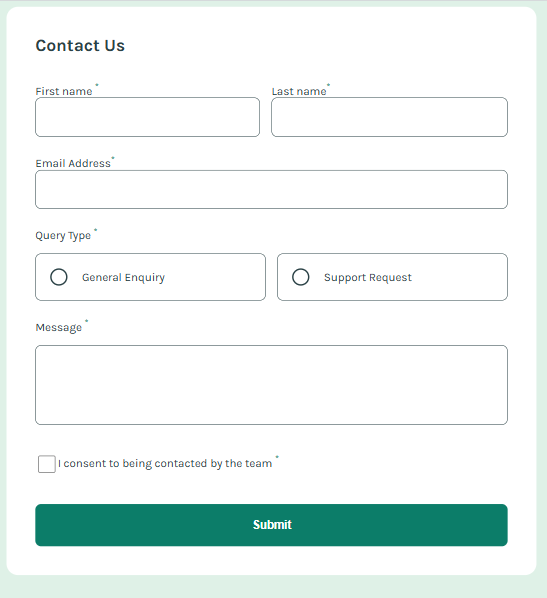 Contact Us
First name * Last name*
Email Address*
Query Type *
General Enquiry Support Request
Message *
I consent to being contacted by the team *
Submit